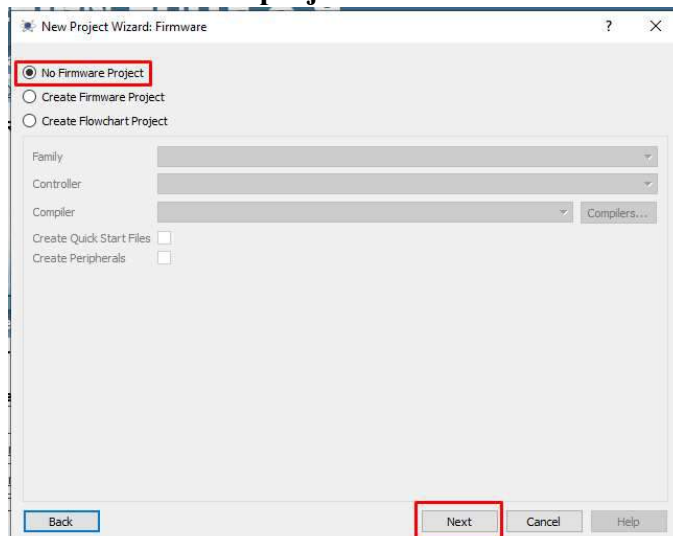 New Project Wizard: Firmware ? X
No Firmware Project
Create Firmware Project
Create Flowchart Project
Family
Controller
Compiler Compilers...
Create Quick Start Files
Create Peripherals
Back Next Cancel Help